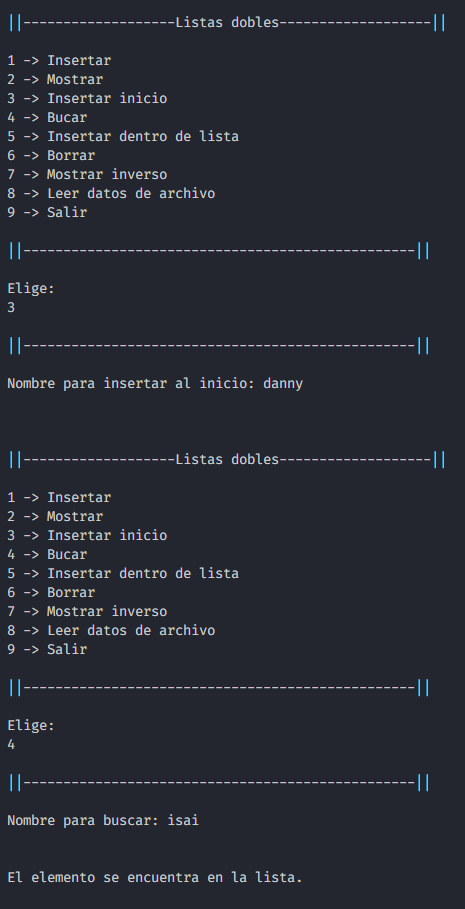 ||-------------------Listas dobles-------------------||
1 -> Insertar
2 -> Mostrar
3 -> Insertar inicio
4 -> Bucar
5 -> Insertar dentro de lista
6 -> Borrar
7 -> Mostrar inverso
8 -> Leer datos de archivo
9 -> Salir
||-------------------------------------------------||
Elige:
3
||-------------------------------------------------||
Nombre para insertar al inicio: danny
||-------------------Listas dobles-------------------||
1 -> Insertar
2 -> Mostrar
3 -> Insertar inicio
4 -> Bucar
5 -> Insertar dentro de lista
6 -> Borrar
7 -> Mostrar inverso
8 -> Leer datos de archivo
9 -> Salir
||-------------------------------------------------||
Elige:
4
||-------------------------------------------------||
Nombre para buscar: isai
El elemento se encuentra en la lista.